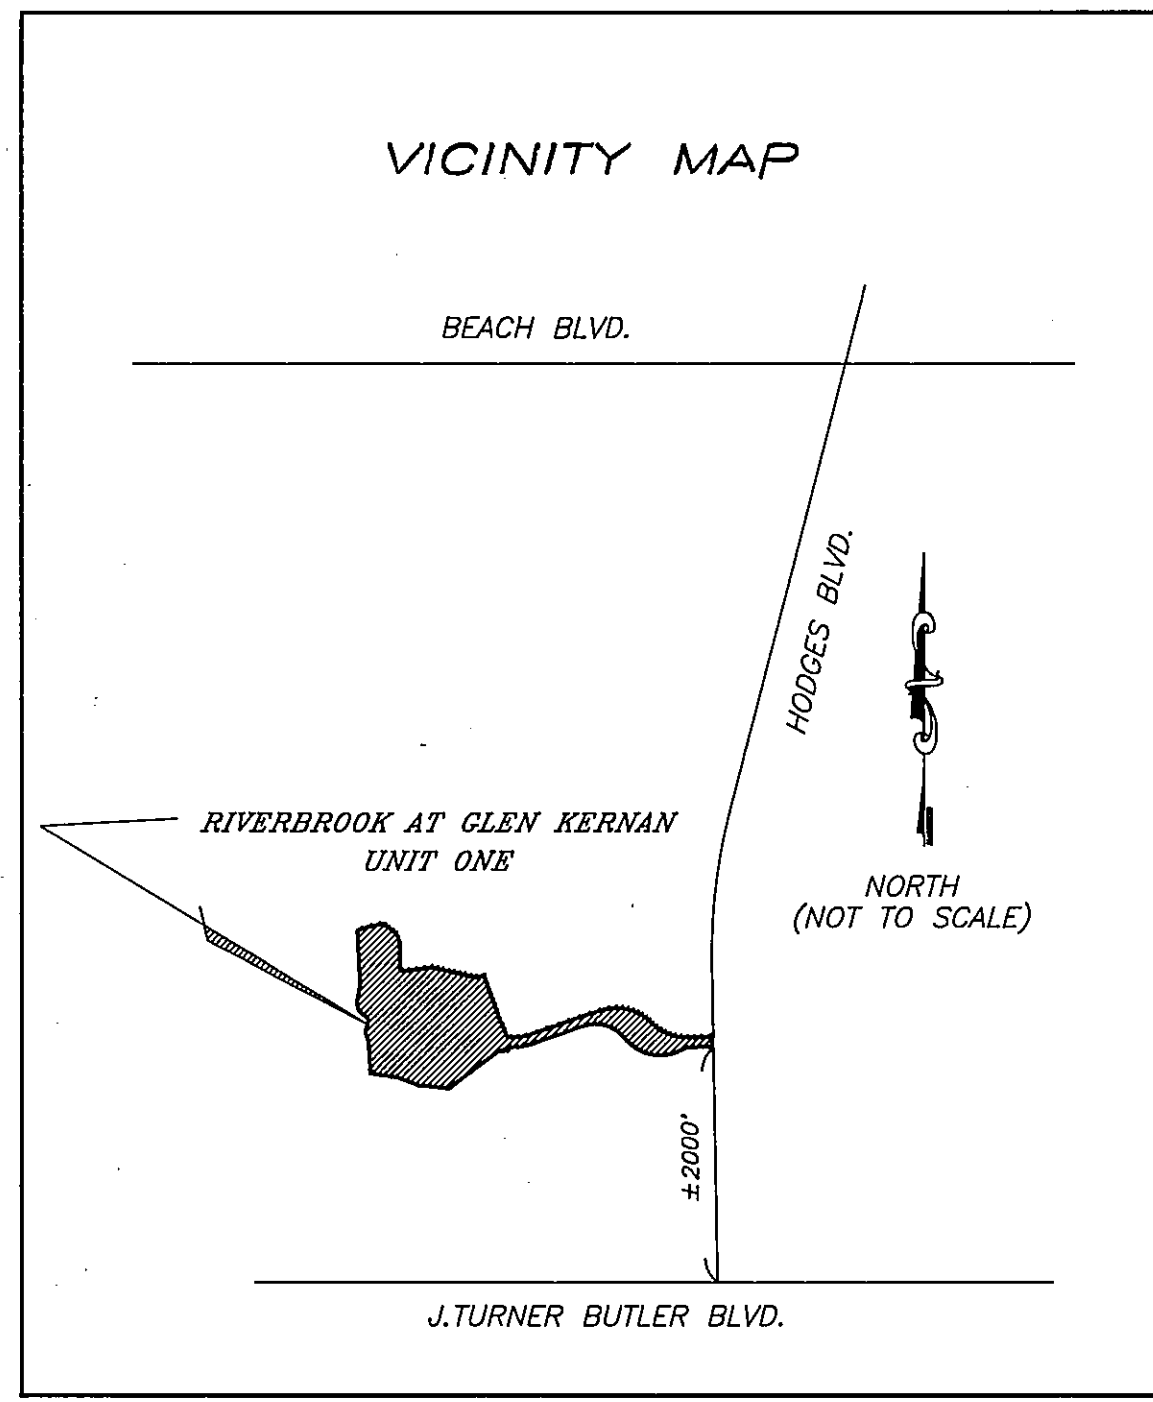 VICINITY MAP
BEACH BLVD.
HODGES BLVD.
RIVERBROOK AT GLEN KERNAN
UNIT ONE
NORTH
(NOT TO SCALE)
±2000'
J.TURNER BUTLER BLVD.